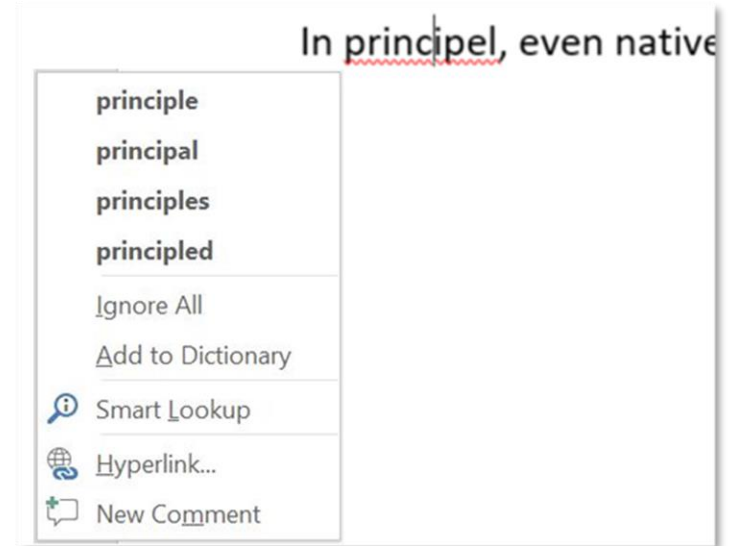 In principel, even native
principle
principal
principles
principled
Ignore All
Add to Dictionary
Smart Lookup
Hyperlink...
New Comment